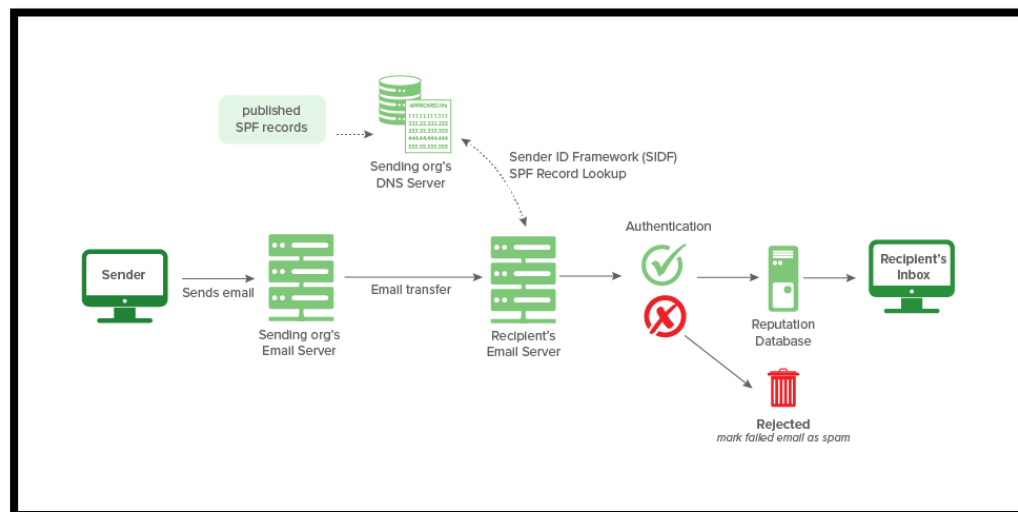 published
SPF records
APPROVED IPs
111.11.111.111
222.22.222.222
333.33.333.333
444.44.444.444
555.55.555.555
Sending org's
DNS Server
Sender ID Framework (SIDF)
SPF Record Lookup
Sender
Sends email
Sending org's
Email Server
Email transfer
Recipient's
Email Server
Authentication
Reputation
Database
Recipient's
Inbox
Rejected
mark failed email as spam